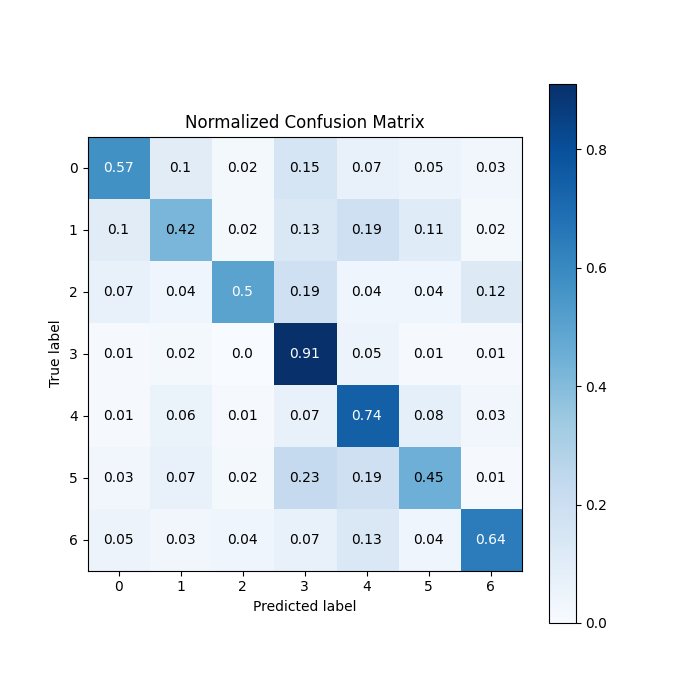 Normalized Confusion Matrix
0 0.57 0.1 0.02 0.15 0.07 0.05 0.03
1 0.1 0.42 0.02 0.13 0.19 0.11 0.02
2 0.07 0.04 0.5 0.19 0.04 0.04 0.12
3 0.01 0.02 0.0 0.91 0.05 0.01 0.01
4 0.01 0.06 0.01 0.07 0.74 0.08 0.03
5 0.03 0.07 0.02 0.23 0.19 0.45 0.01
6 0.05 0.03 0.04 0.07 0.13 0.04 0.64
0 1 2 3 4 5 6
Predicted label
True label
0.8
0.6
0.4
0.2
0.0